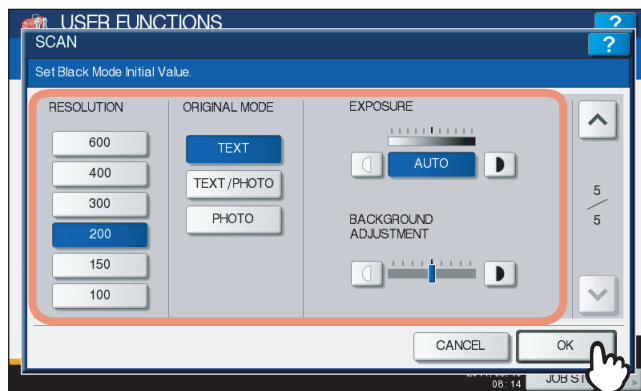 USER FUNCTIONS
?
SCAN
?
Set Black Mode Initial Value.
RESOLUTION
600
400
300
200
150
100
ORIGINAL MODE
TEXT
TEXT/PHOTO
PHOTO
EXPOSURE
AUTO
BACKGROUND
ADJUSTMENT
5
5
CANCEL
OK
08:14
JOB ST